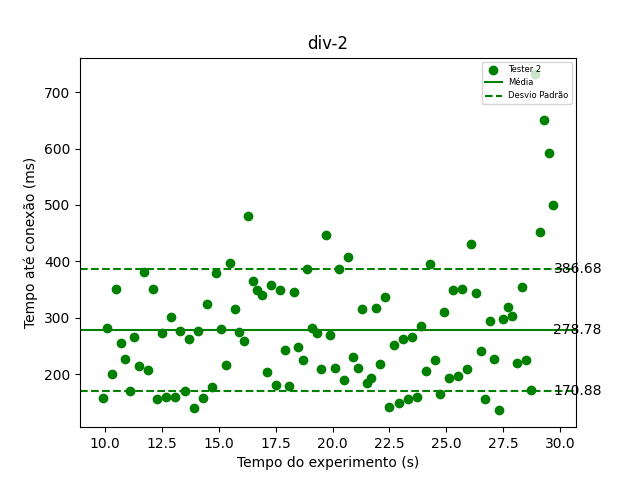 div-2
Tempo até conexão (ms)
700
600
500
400
300
200
Tester 2
Média
Desvio Padrão
386.68
278.78
170.88
10.0 12.5 15.0 17.5 20.0 22.5 25.0 27.5 30.0
Tempo do experimento (s)